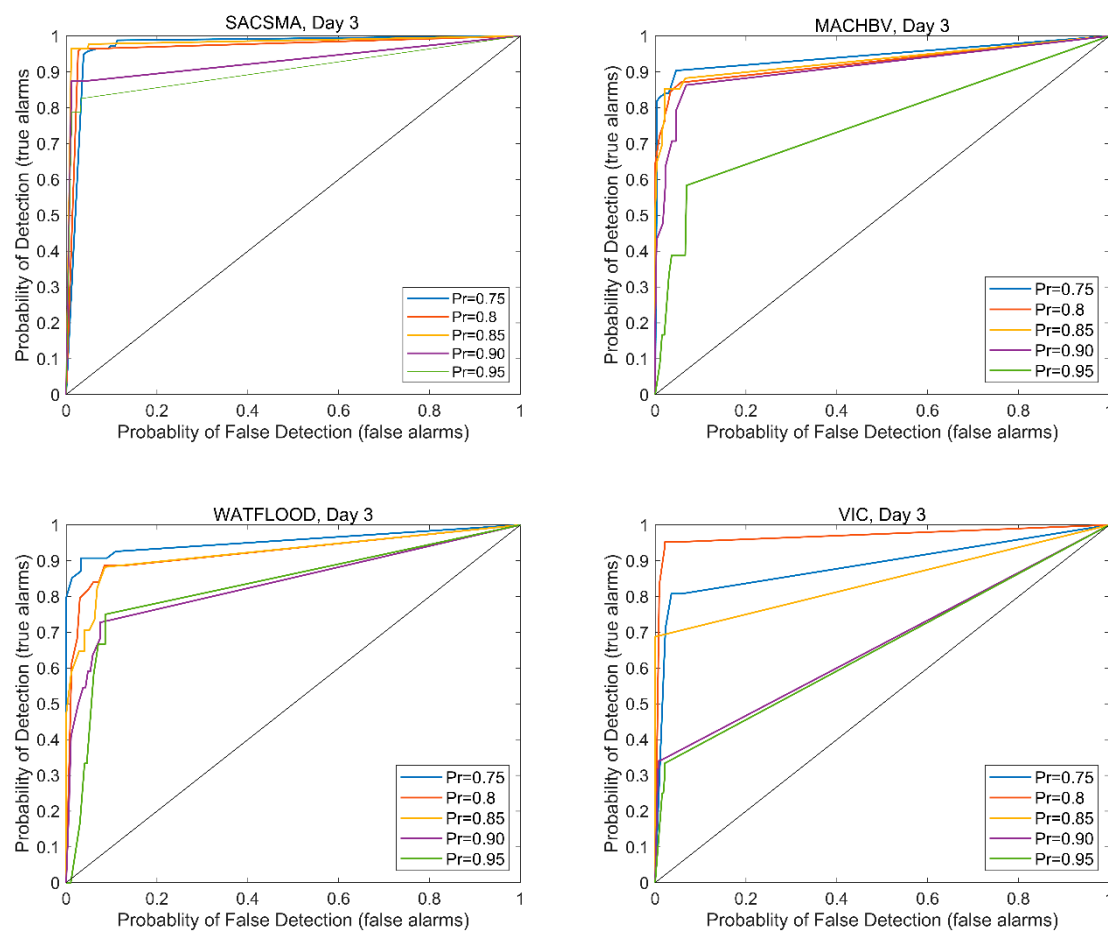 SACSMA, Day 3
Probability of Detection (true alarms)
1
0.9
0.8
0.7
0.6
0.5
0.4
0.3
0.2
0.1
0
Pr=0.75
Pr=0.8
Pr=0.85
Pr=0.90
Pr=0.95
0 0.2 0.4 0.6 0.8 1
Probablity of False Detection (false alarms)
MACHBV, Day 3
Probability of Detection (true alarms)
1
0.9
0.8
0.7
0.6
0.5
0.4
0.3
0.2
0.1
0
Pr=0.75
Pr=0.8
Pr=0.85
Pr=0.90
Pr=0.95
0 0.2 0.4 0.6 0.8 1
Probablity of False Detection (false alarms)
WATFLOOD, Day 3
Probability of Detection (true alarms)
1
0.9
0.8
0.7
0.6
0.5
0.4
0.3
0.2
0.1
0
Pr=0.75
Pr=0.8
Pr=0.85
Pr=0.90
Pr=0.95
0 0.2 0.4 0.6 0.8 1
Probablity of False Detection (false alarms)
VIC, Day 3
Probability of Detection (true alarms)
1
0.9
0.8
0.7
0.6
0.5
0.4
0.3
0.2
0.1
0
Pr=0.75
Pr=0.8
Pr=0.85
Pr=0.90
Pr=0.95
0 0.2 0.4 0.6 0.8 1
Probablity of False Detection (false alarms)